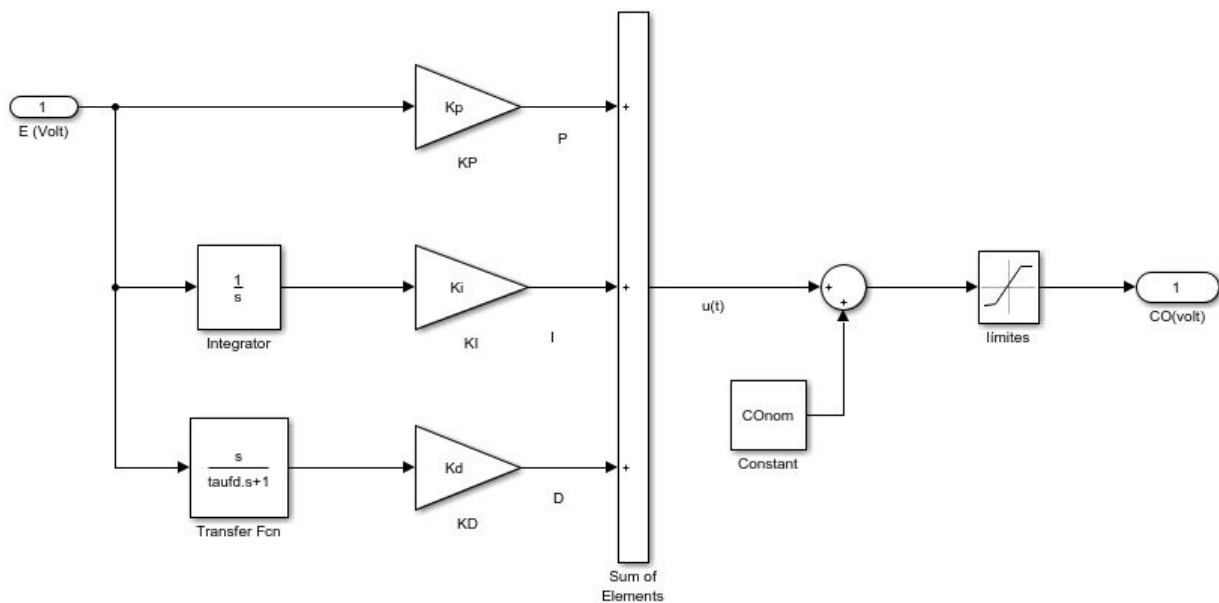 1
E (Volt)
Kp
KP
P
+
1
s
Integrator
Ki
KI
I
+
u(t)
+
+
límites
1
CO(volt)
COnom
Constant
s
taufd.s+1
Transfer Fcn
Kd
KD
D
+
Sum of
Elements